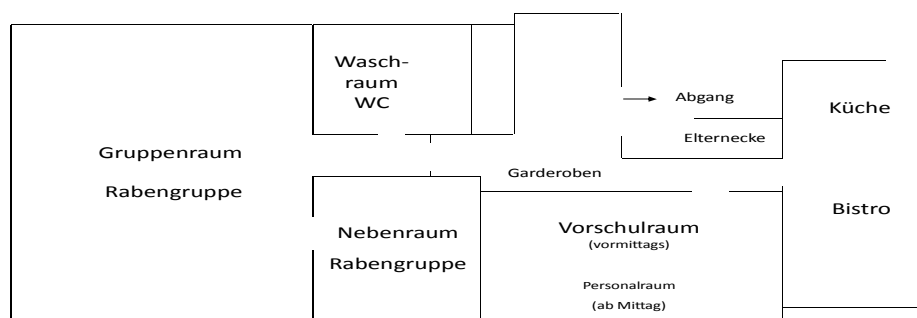 Wasch-
raum
WC
Abgang
Küche
Elternecke
Gruppenraum
Rabengruppe
Garderoben
Nebenraum
Rabengruppe
Vorschulraum
(vormittags)
Bistro
Personalraum
(ab Mittag)